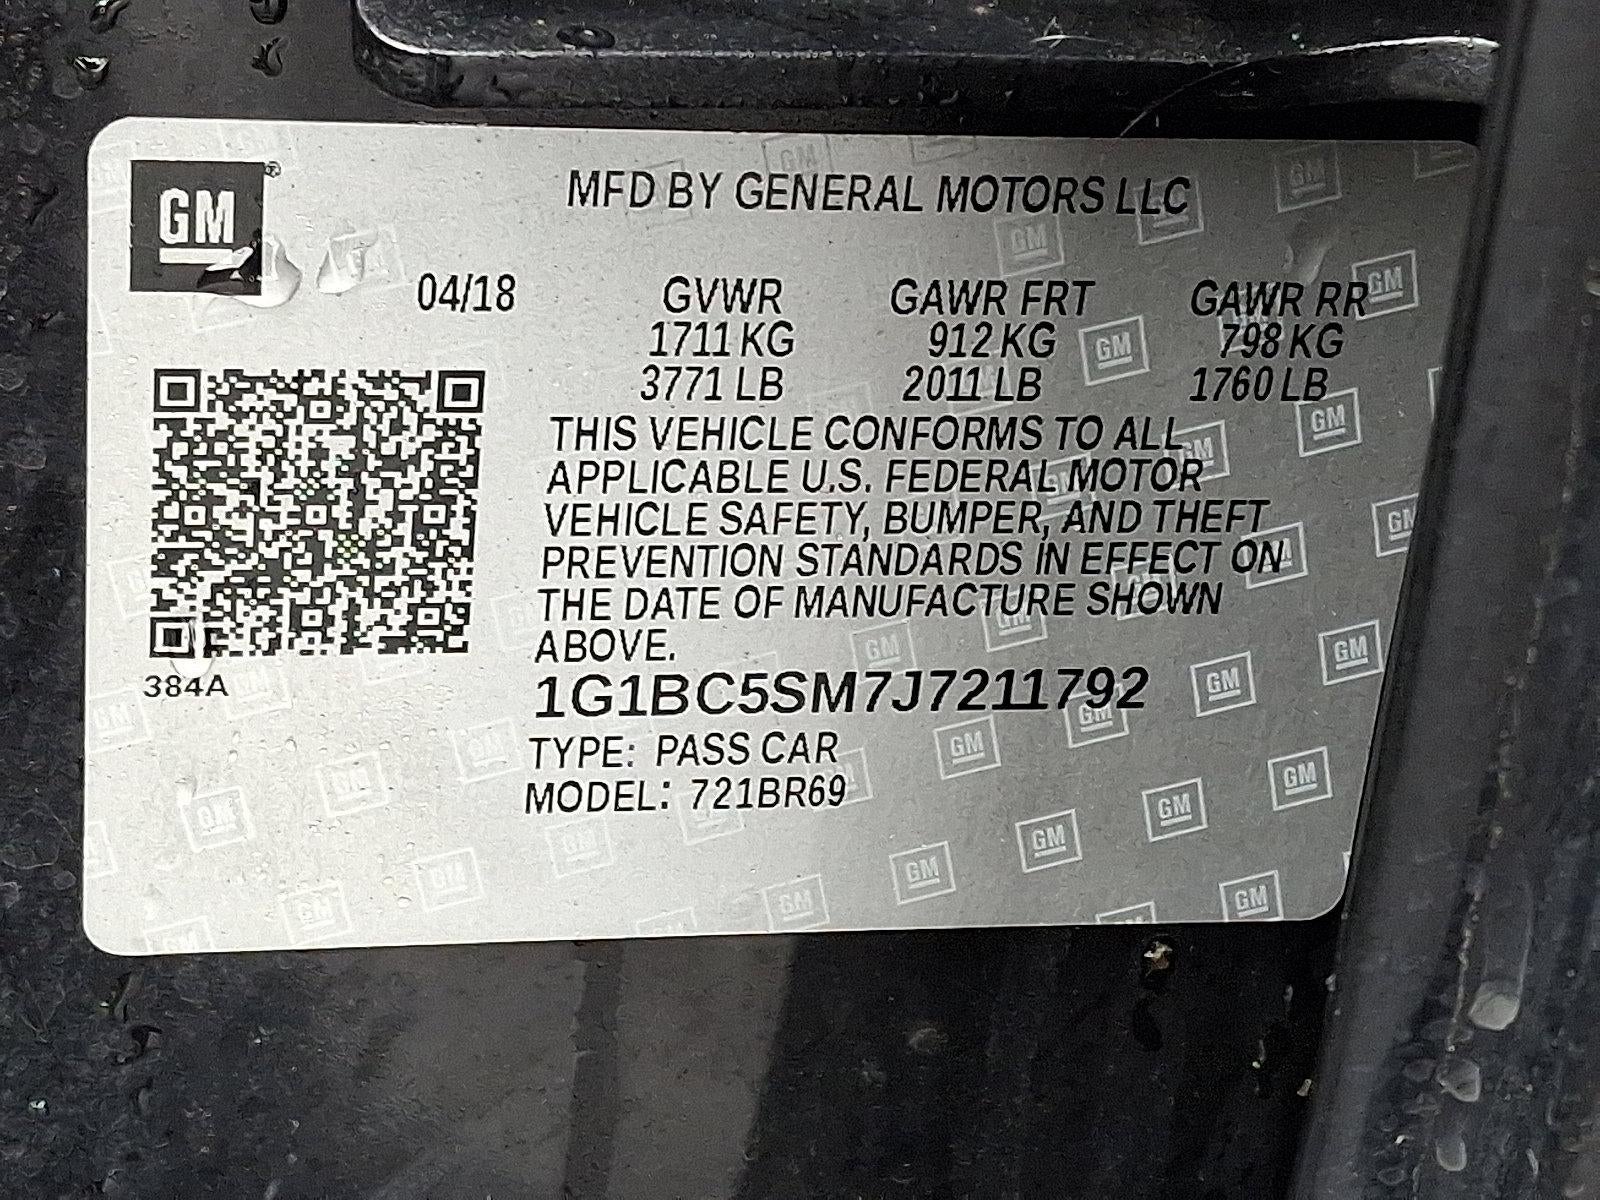 GM
MFD BY GENERAL MOTORS LLC
04/18 GVWR GAWR FRT GAWR RR
1711 KG 912 KG 798 KG
3771 LB 2011 LB 1760 LB
THIS VEHICLE CONFORMS TO ALL
APPLICABLE U.S. FEDERAL MOTOR
VEHICLE SAFETY, BUMPER, AND THEFT
PREVENTION STANDARDS IN EFFECT ON
THE DATE OF MANUFACTURE SHOWN
ABOVE.
384A
1G1BC5SM7J7211792
TYPE: PASS CAR
MODEL: 721BR69